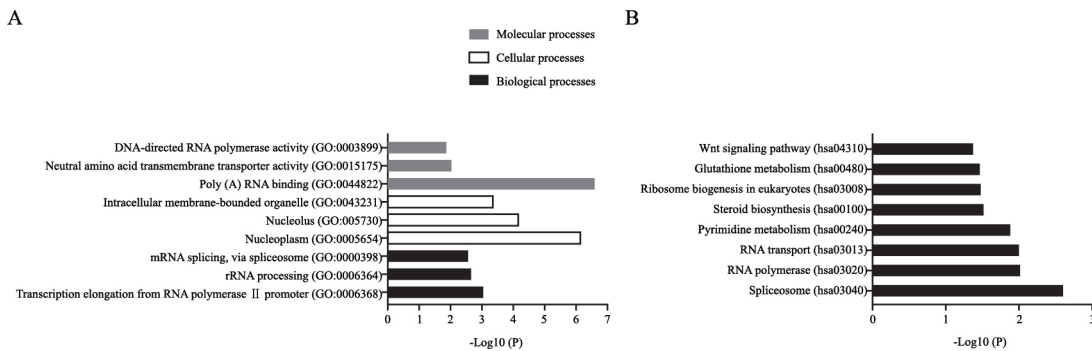 A
Molecular processes
Cellular processes
Biological processes
DNA-directed RNA polymerase activity (GO:0003899)
Neutral amino acid transmembrane transporter activity (GO:0015175)
Poly (A) RNA binding (GO:0044822)
Intracellular membrane-bounded organelle (GO:0043231)
Nucleolus (GO:005730)
Nucleoplasm (GO:0005654)
mRNA splicing, via spliceosome (GO:0000398)
rRNA processing (GO:0006364)
Transcription elongation from RNA polymerase Ⅱ promoter (GO:0006368)
0 1 2 3 4 5 6 7
-Log10 (P)
B
Wnt signaling pathway (hsa04310)
Glutathione metabolism (hsa00480)
Ribosome biogenesis in eukaryotes (hsa03008)
Steroid biosynthesis (hsa00100)
Pyrimidine metabolism (hsa00240)
RNA transport (hsa03013)
RNA polymerase (hsa03020)
Spliceosome (hsa03040)
0 1 2 3
-Log10 (P)